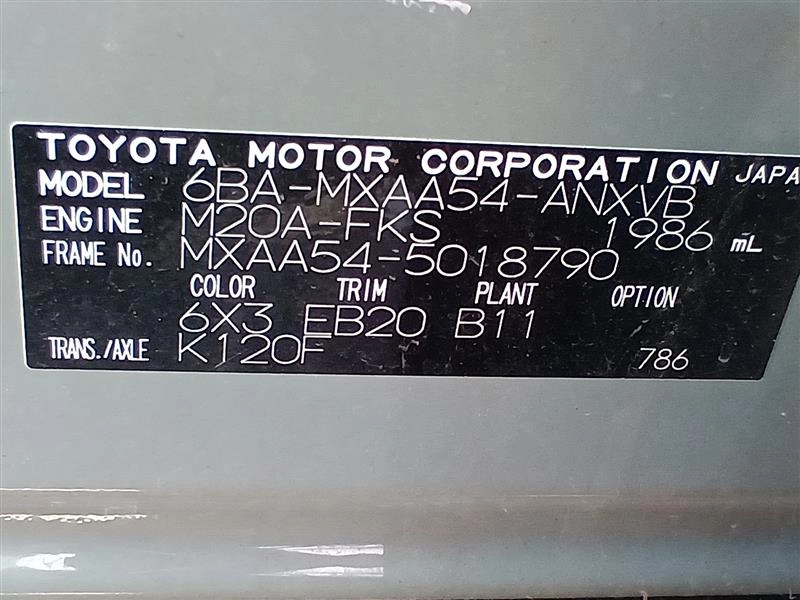 TOYOTA MOTOR CORPORATION JAPA
MODEL 6BA-MXAA54-ANXVB
ENGINE M20A-FKS 1986 mL
FRAME No. MXAA54-5018790
COLOR TRIM PLANT OPTION
6X3 EB20 B11
TRANS./AXLE K120F 786